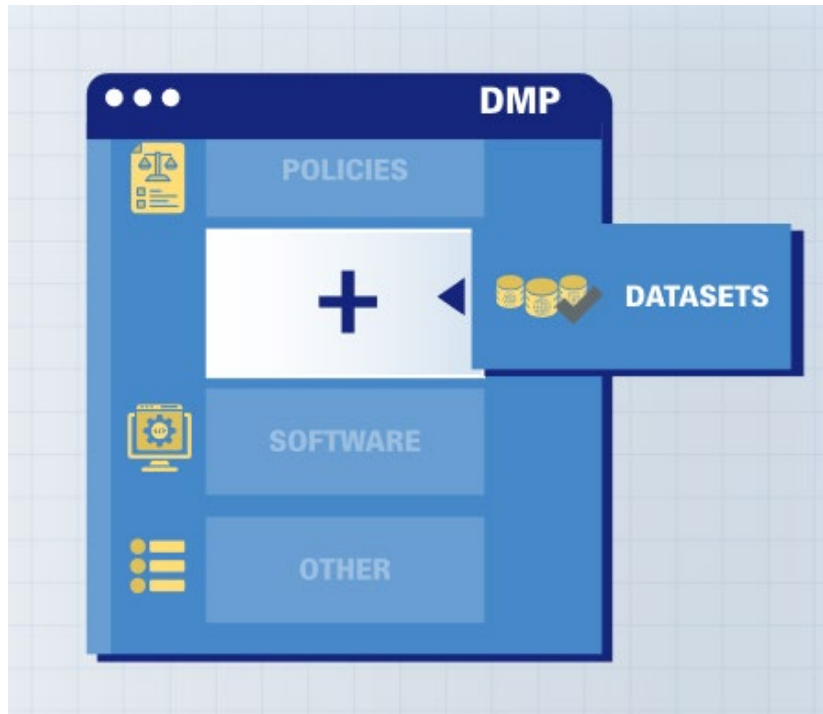 DMP
POLICIES
+
DATASETS
SOFTWARE
OTHER